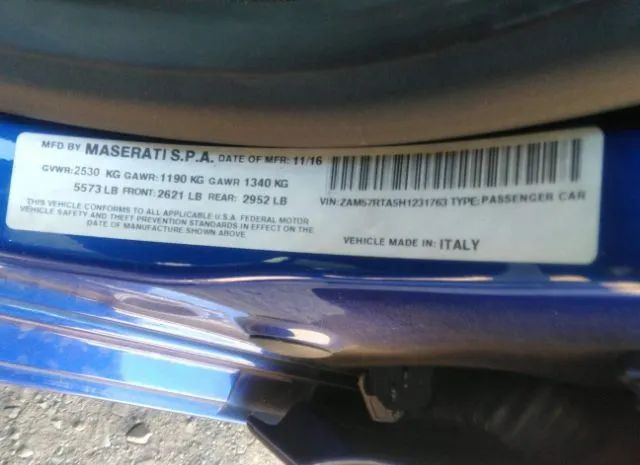 MFD BY MASERATI S.P.A. DATE OF MFR: 11/16
GVWR:2530 KG GAWR:1190 KG GAWR 1340 KG
5573 LB FRONT: 2621 LB REAR: 2952 LB
THIS VEHICLE CONFORMS TO ALL APPLICABLE U.S.A. FEDERAL MOTOR
VEHICLE SAFETY AND THEFT PREVENTION STANDARDS IN EFFECT ON THE
DATE OF MANUFACTURE SHOWN ABOVE.
VIN: ZAM57RTA5H1231763 TYPE: PASSENGER CAR
VEHICLE MADE IN: ITALY